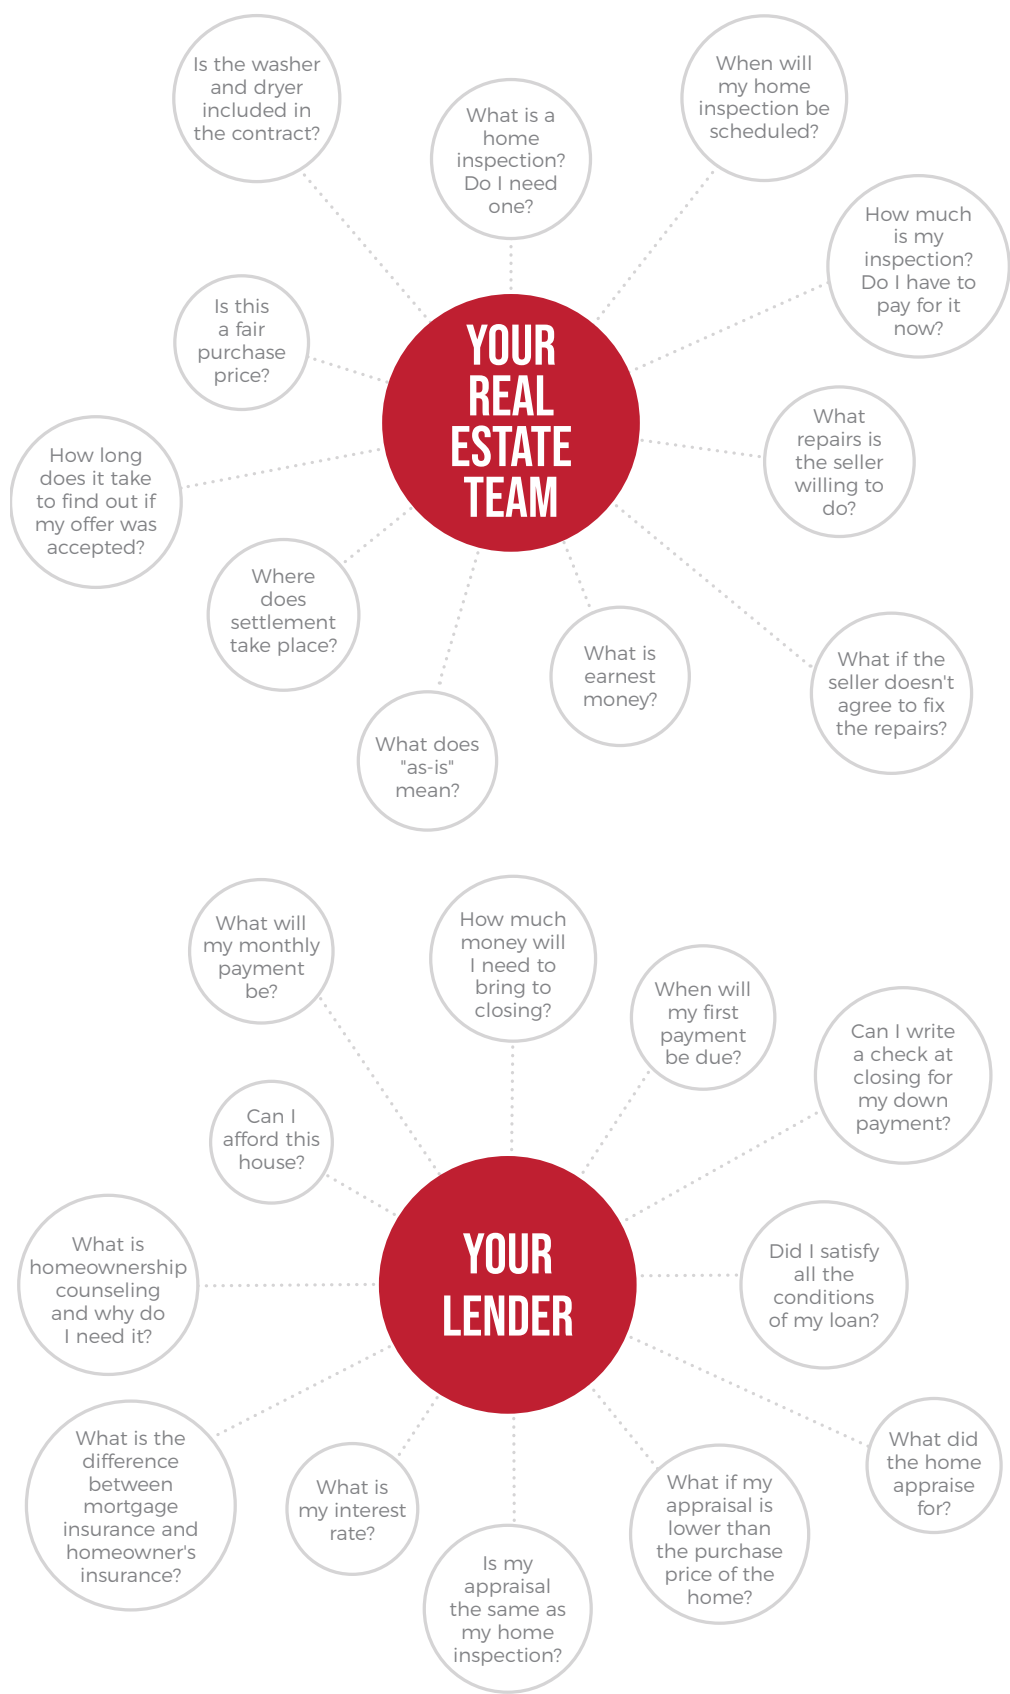 Is the washer
and dryer
included in
the contract?
What is a
home
inspection?
Do I need
one?
When will
my home
inspection be
scheduled?
How much
is my
inspection?
Do I have to
pay for it
now?
Is this
a fair
purchase
price?
YOUR
REAL
ESTATE
TEAM
What
repairs is
the seller
willing to
do?
How long
does it take
to find out if
my offer was
accepted?
Where
does
settlement
take place?
What is
earnest
money?
What if the
seller doesn't
agree to fix
the repairs?
What does
"as-is"
mean?
What will
my monthly
payment
be?
How much
money will
I need to
bring to
closing?
When will
my first
payment
be due?
Can I write
a check at
closing for
my down
payment?
Can I
afford this
house?
What is
homeownership
counseling
and why do
I need it?
YOUR
LENDER
Did I satisfy
all the
conditions
of my loan?
What is the
difference
between
mortgage
insurance and
homeowner's
insurance?
What is
my interest
rate?
Is my
appraisal
the same as
my home
inspection?
What if my
appraisal is
lower than
the purchase
price of the
home?
What did
the home
appraise
for?